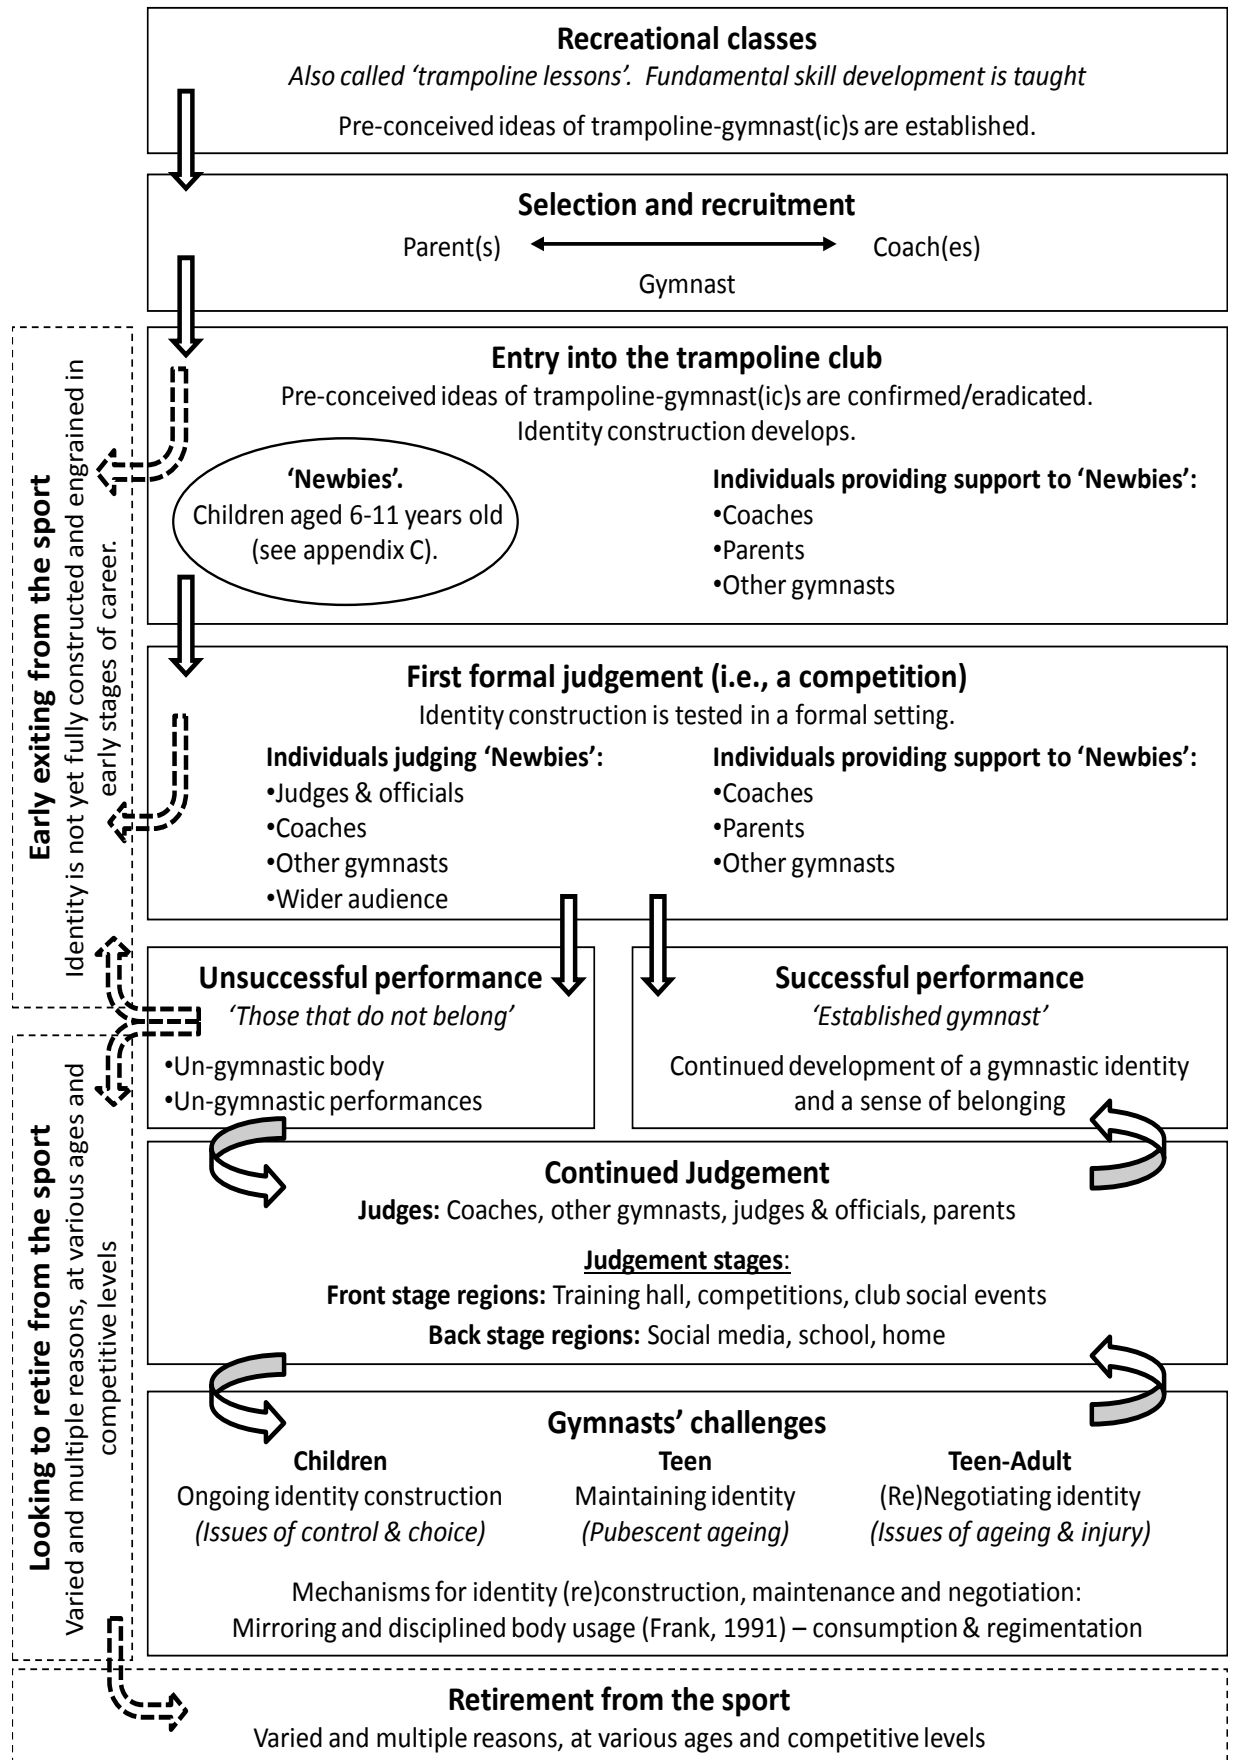 Recreational classes
Also called ‘trampoline lessons’. Fundamental skill development is taught
Pre-conceived ideas of trampoline-gymnast(ic)s are established.
Selection and recruitment
Parent(s)
Coach(es)
Gymnast
Early exiting from the sport
Identity is not yet fully constructed and engrained in
early stages of career.
Entry into the trampoline club
Pre-conceived ideas of trampoline-gymnast(ic)s are confirmed/eradicated.
Identity construction develops.
‘Newbies’.
Children aged 6-11 years old
(see appendix C).
Individuals providing support to ‘Newbies’:
•Coaches
•Parents
•Other gymnasts
First formal judgement (i.e., a competition)
Identity construction is tested in a formal setting.
Individuals judging ‘Newbies’:
•Judges & officials
•Coaches
•Other gymnasts
•Wider audience
Individuals providing support to ‘Newbies’:
•Coaches
•Parents
•Other gymnasts
Unsuccessful performance
‘Those that do not belong’
•Un-gymnastic body
•Un-gymnastic performances
Successful performance
‘Established gymnast’
Continued development of a gymnastic identity
and a sense of belonging
Looking to retire from the sport
Varied and multiple reasons, at various ages and
competitive levels
Continued Judgement
Judges: Coaches, other gymnasts, judges & officials, parents
Judgement stages:
Front stage regions: Training hall, competitions, club social events
Back stage regions: Social media, school, home
Gymnasts’ challenges
Children
Ongoing identity construction
(Issues of control & choice)
Teen
Maintaining identity
(Pubescent ageing)
Teen-Adult
(Re)Negotiating identity
(Issues of ageing & injury)
Mechanisms for identity (re)construction, maintenance and negotiation:
Mirroring and disciplined body usage (Frank, 1991) – consumption & regimentation
Retirement from the sport
Varied and multiple reasons, at various ages and competitive levels